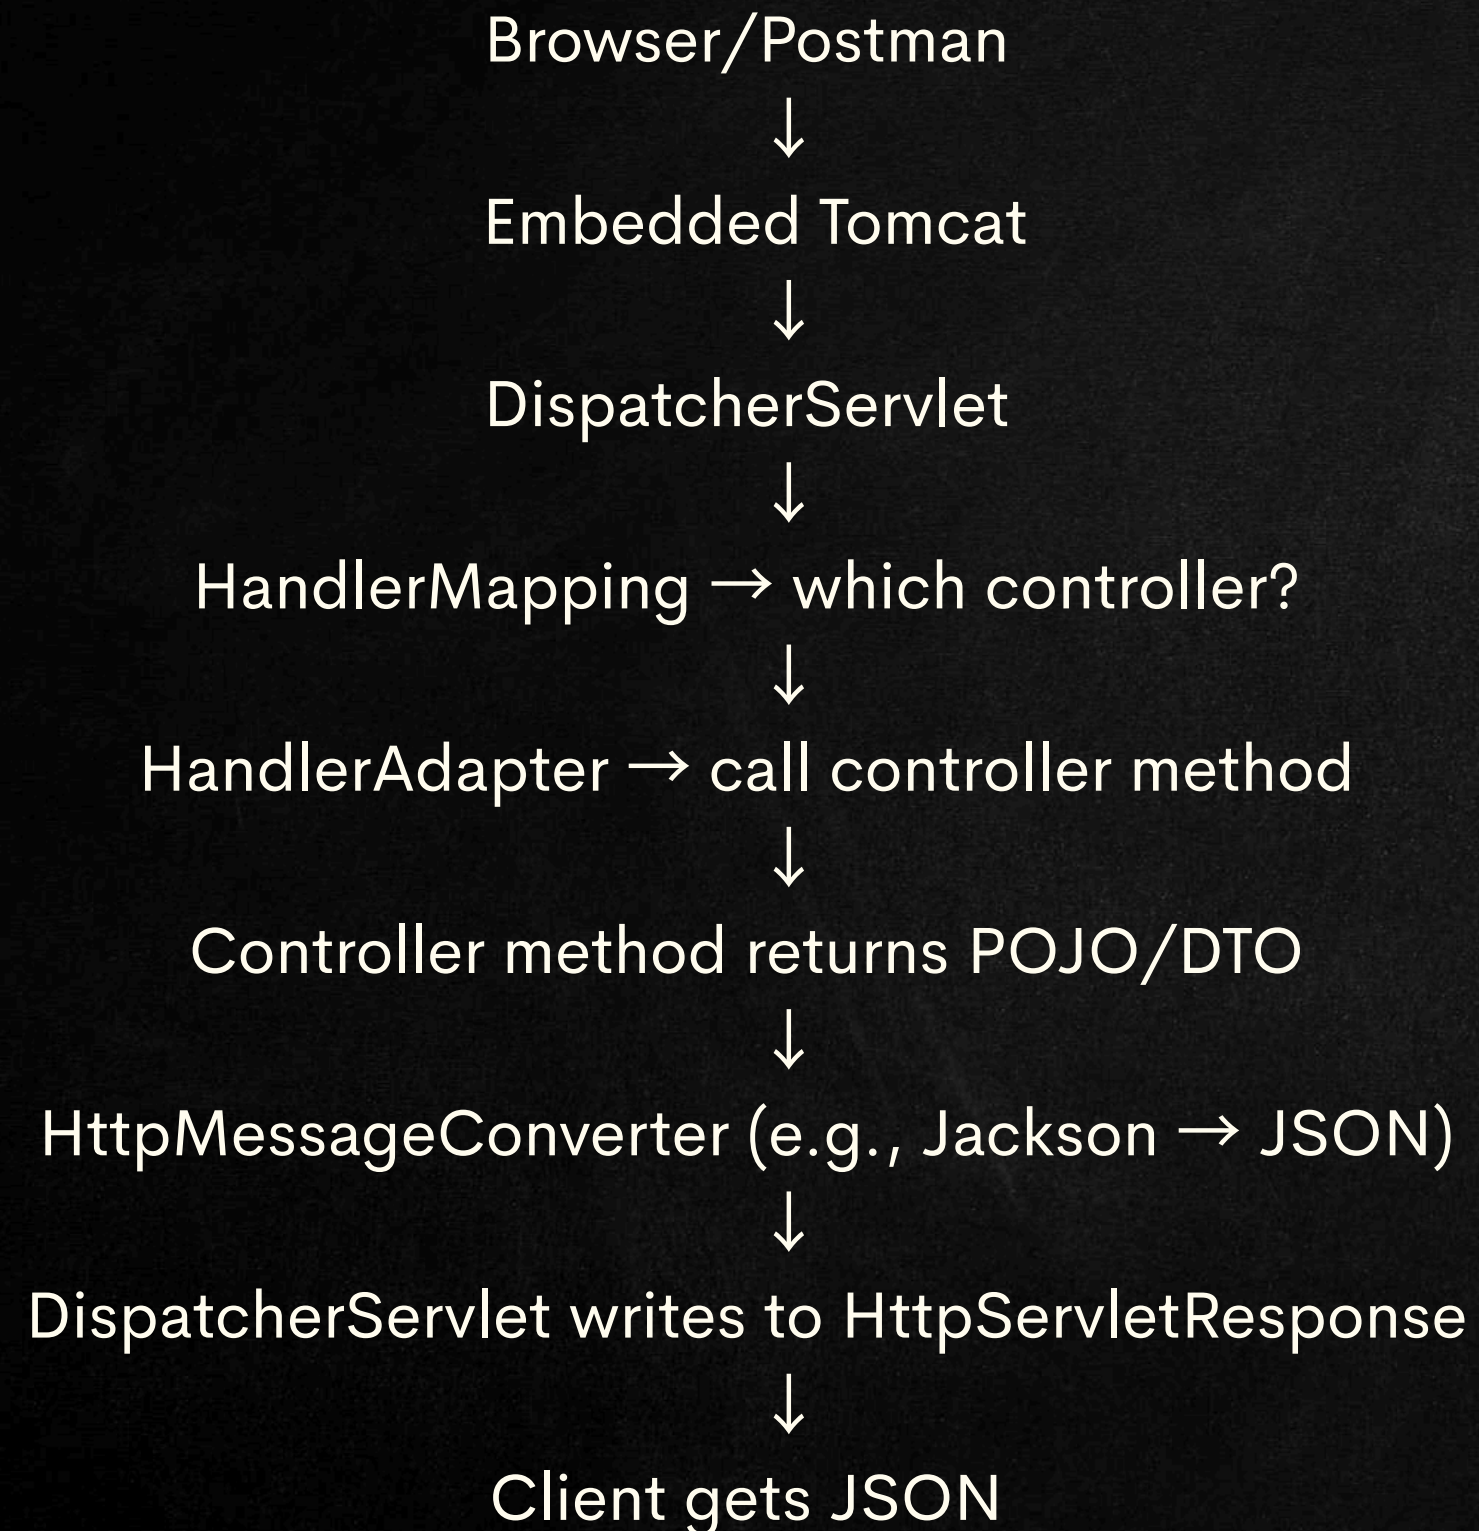 Browser/Postman
↓
Embedded Tomcat
↓
DispatcherServlet
↓
HandlerMapping → which controller?
↓
HandlerAdapter → call controller method
↓
Controller method returns POJO/DTO
↓
HttpMessageConverter (e.g., Jackson → JSON)
↓
DispatcherServlet writes to HttpServletResponse
↓
Client gets JSON